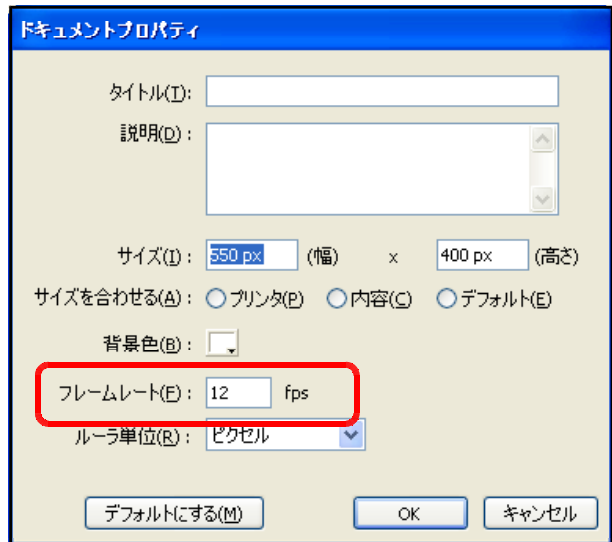 ドキュメントプロパティ
タイトル(T):
説明(D):
サイズ(I): 550 px (幅) x 400 px (高さ)
サイズを合わせる(A): プリンタ(P) 内容(C) デフォルト(E)
背景色(B):
フレームレート(F): 12 fps
ルーラ単位(R): ピクセル
デフォルトにする(M) OK キャンセル